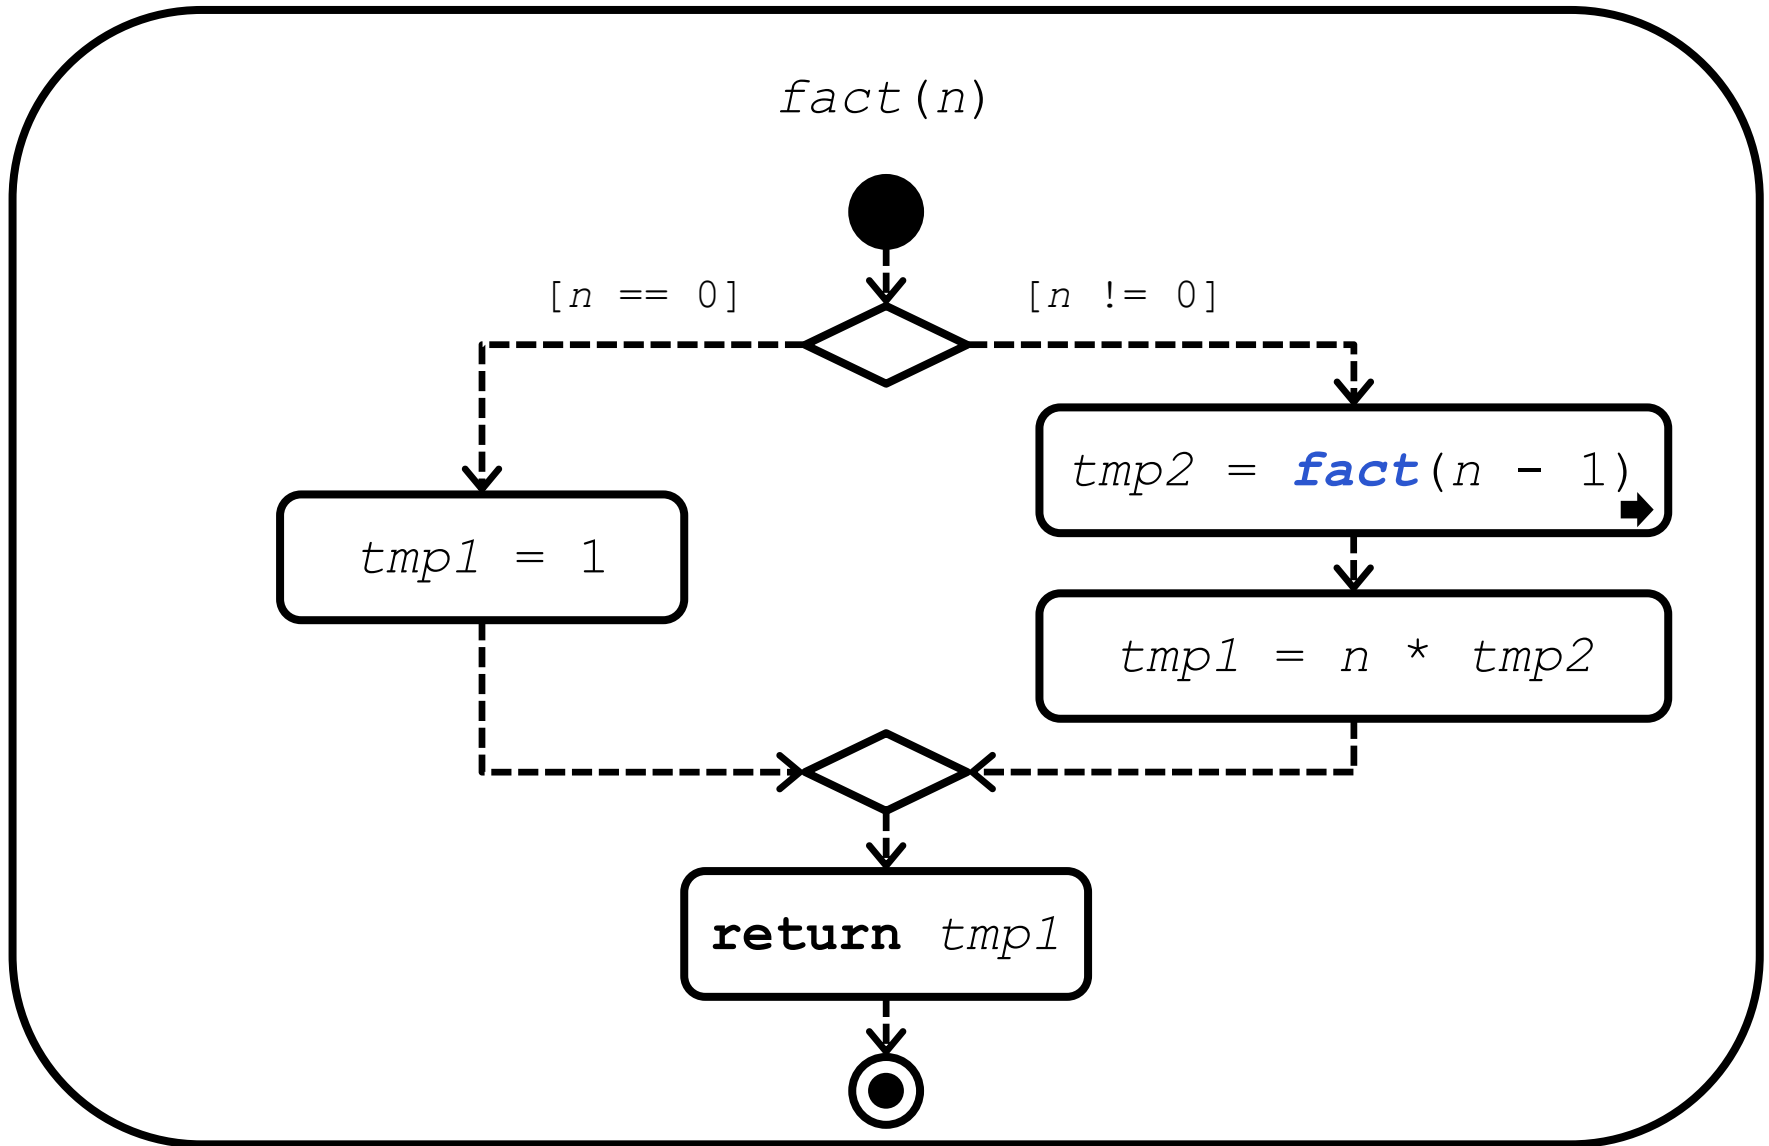 fact(n)
[n == 0]
[n != 0]
tmp2 = fact(n - 1)
tmp1 = 1
tmp1 = n * tmp2
return tmp1